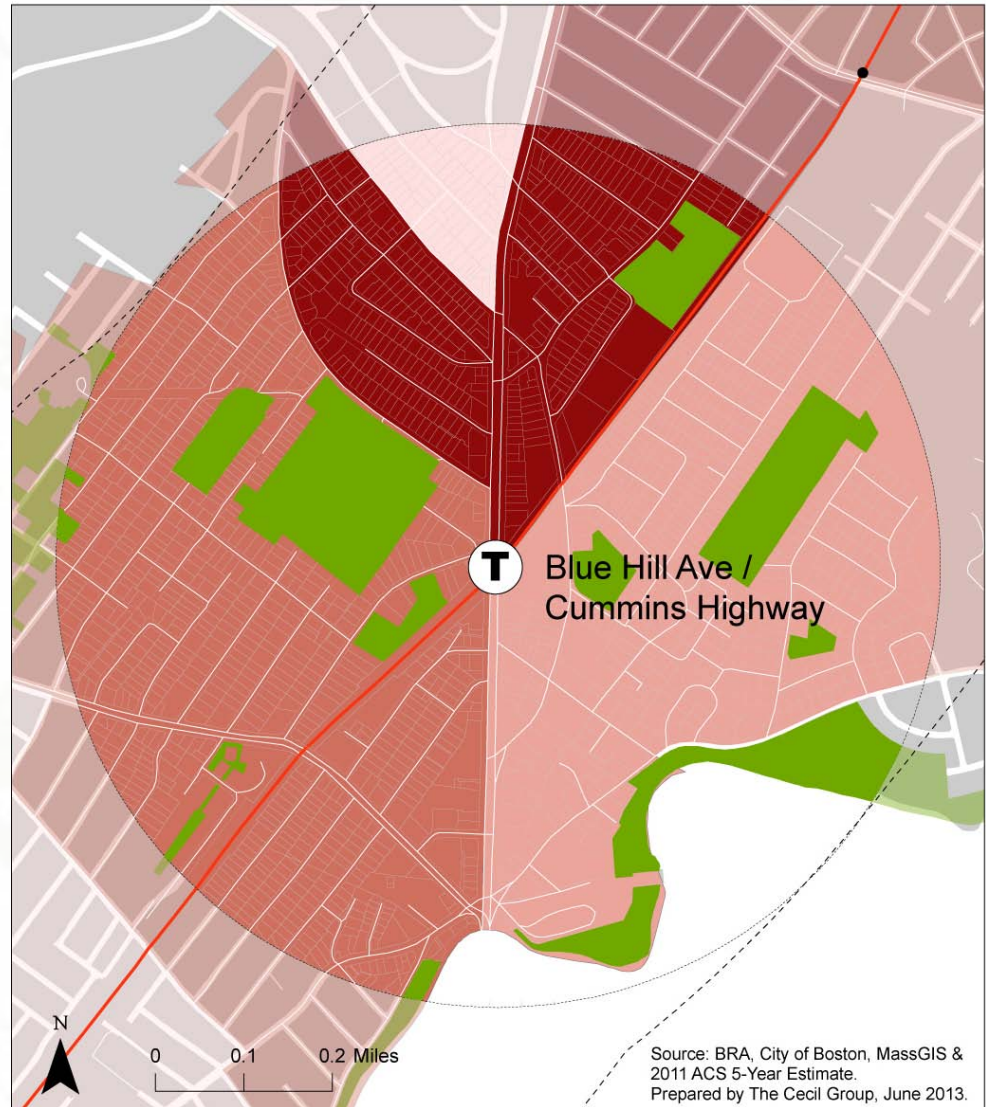 T
Blue Hill Ave /
Cummins Highway
N
0 0.1 0.2 Miles
Source: BRA, City of Boston, MassGIS &
2011 ACS 5-Year Estimate.
Prepared by The Cecil Group, June 2013.